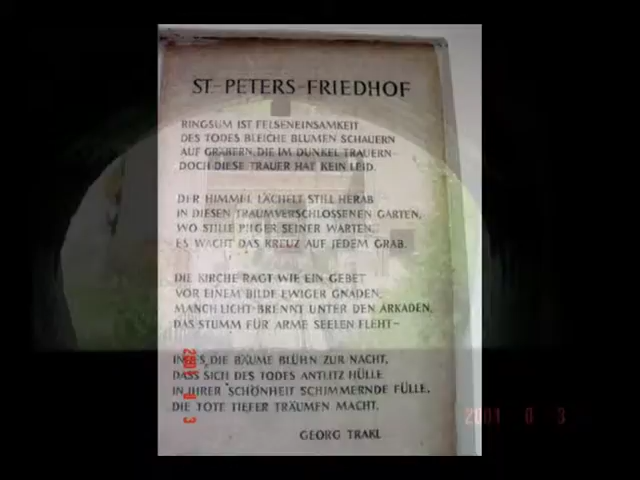 ST-PETERS-FRIEDHOF
RINGSUM IST FELSENEINSAMKEIT
DES TODES BLEICHE BLUMEN SCHAUERN
AUF GRÄBERN, DIE IM DUNKEL TRAUERN-
DOCH DIESE TRAUER HAT KEIN LEID.
DER HIMMEL LÄCHELT STILL HERAB
IN DIESEN TRAUMVERSCHLOSSENEN GARTEN,
WO STILLE PILGER SEINER WARTEN.
ES WACHT DAS KREUZ AUF JEDEM GRAB.
DIE KIRCHE RAGT WIE EIN GEBET
VOR EINEM BILDE EWIGER GNADEN,
MANCH LICHT BRENNT UNTER DEN ARKADEN,
DAS STUMM FÜR ARME SEELEN FLEHT-
DIE BÄUME BLÜHN ZUR NACHT,
DASS SICH DES TODES ANTLITZ HÜLLE
IN IHRER SCHÖNHEIT SCHIMMERNDE FÜLLE,
DIE TOTE TIEFER TRÄUMEN MACHT.
GEORG TRAKL